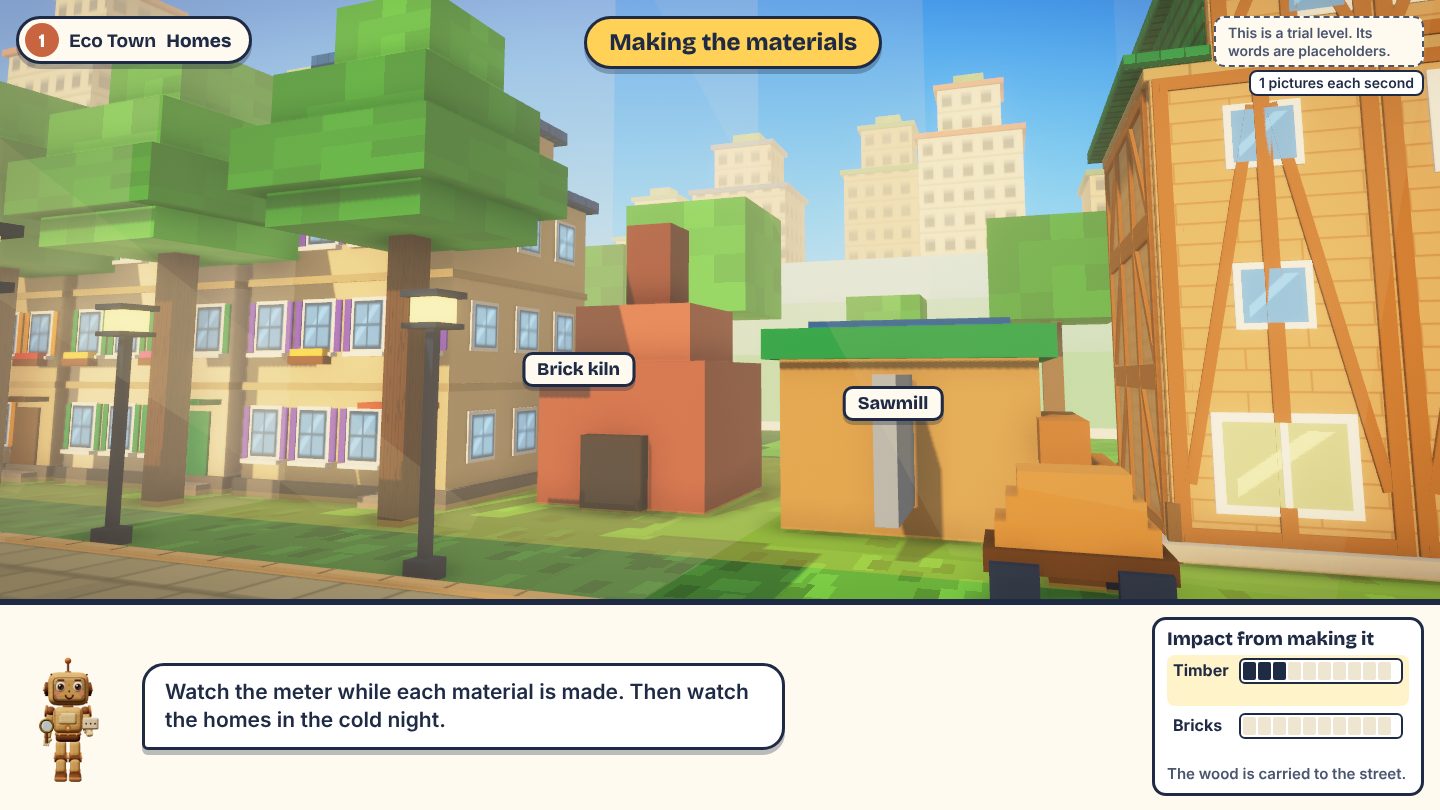 1 Eco Town Homes
Making the materials
This is a trial level. Its
words are placeholders.
1 pictures each second
Brick kiln
Sawmill
Watch the meter while each material is made. Then watch
the homes in the cold night.
Impact from making it
Timber
Bricks
The wood is carried to the street.